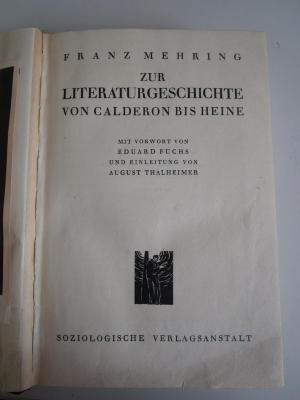 FRANZ MEHRING
ZUR
LITERATURGESCHICHTE
VON CALDERON BIS HEINE
MIT VORWORT VON
EDUARD FUCHS
UND EINLEITUNG VON
AUGUST THALHEIMER
SOZIOLOGISCHE VERLAGSANSTALT